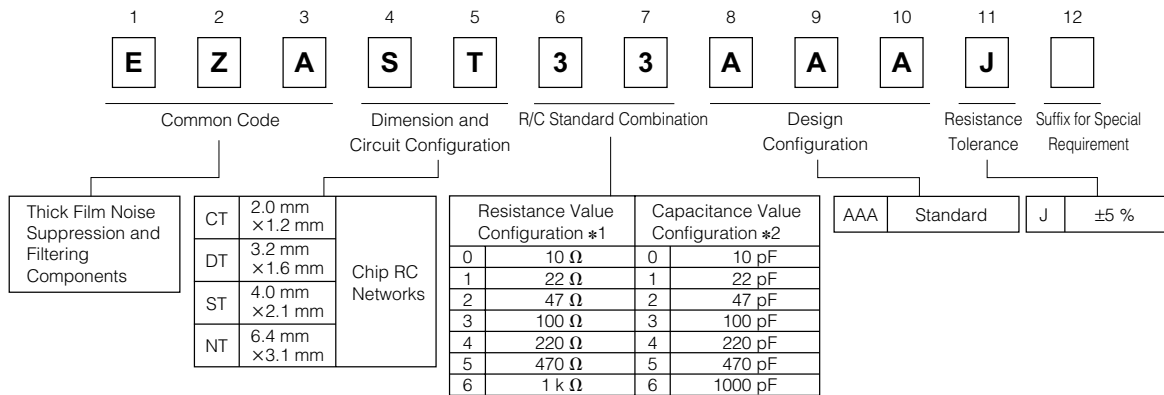 1 2 3 4 5 6 7 8 9 10 11 12
E Z A S T 3 3 A A A J
Common Code
Dimension and
Circuit Configuration
R/C Standard Combination
Design
Configuration
Resistance
Tolerance
Suffix for Special
Requirement
Thick Film Noise
Suppression and
Filtering
Components
CT 2.0 mm
×1.2 mm
DT 3.2 mm
×1.6 mm
ST 4.0 mm
×2.1 mm
NT 6.4 mm
×3.1 mm
Chip RC
Networks
Resistance Value
Configuration *1
Capacitance Value
Configuration *2
0 10 Ω 0 10 pF
1 22 Ω 1 22 pF
2 47 Ω 2 47 pF
3 100 Ω 3 100 pF
4 220 Ω 4 220 pF
5 470 Ω 5 470 pF
6 1 k Ω 6 1000 pF
AAA Standard
J ±5 %